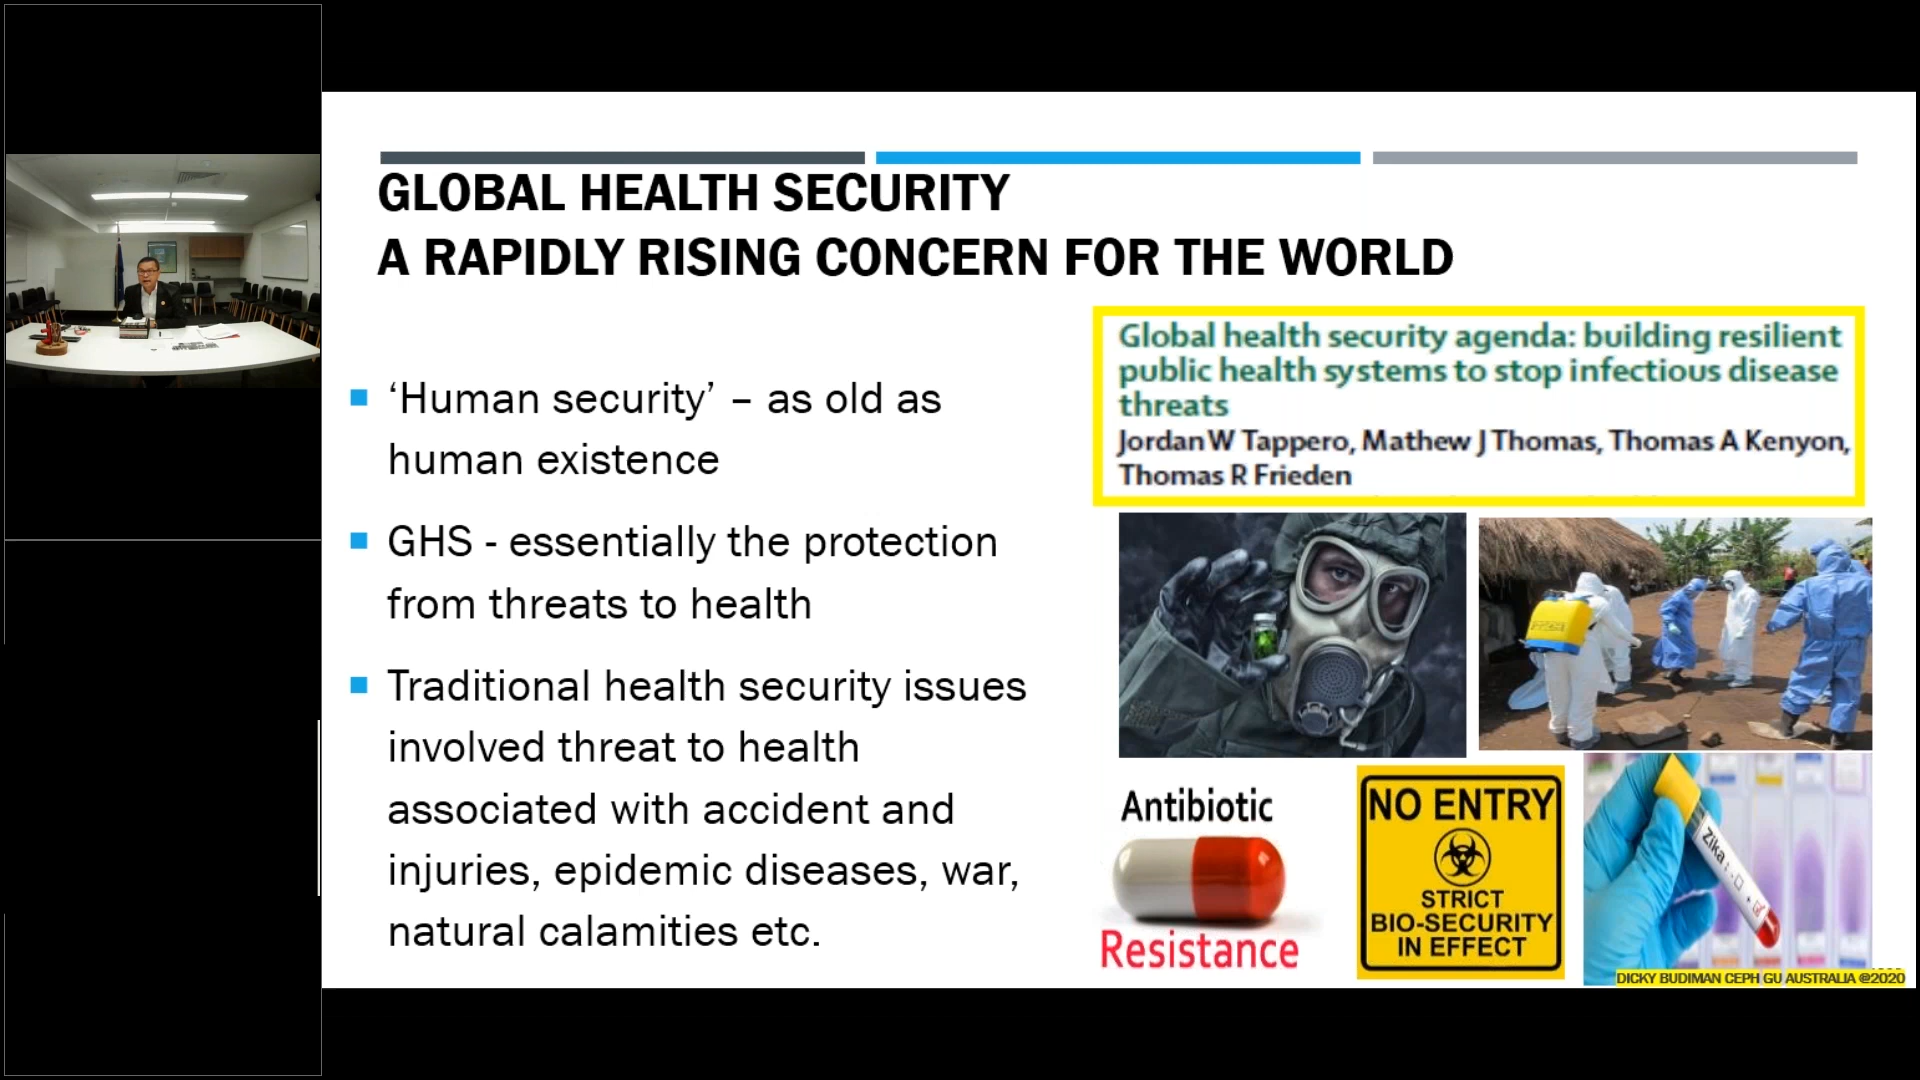 GLOBAL HEALTH SECURITY
A RAPIDLY RISING CONCERN FOR THE WORLD
‘Human security’ – as old as
human existence
GHS - essentially the protection
from threats to health
Traditional health security issues
involved threat to health
associated with accident and
injuries, epidemic diseases, war,
natural calamities etc.
Global health security agenda: building resilient
public health systems to stop infectious disease
threats
Jordan W Tappero, Mathew J Thomas, Thomas A Kenyon,
Thomas R Frieden
Antibiotic
Resistance
NO ENTRY
STRICT
BIO-SECURITY
IN EFFECT
Zika
DICKY BUDIMAN CEPH GU AUSTRALIA @2020